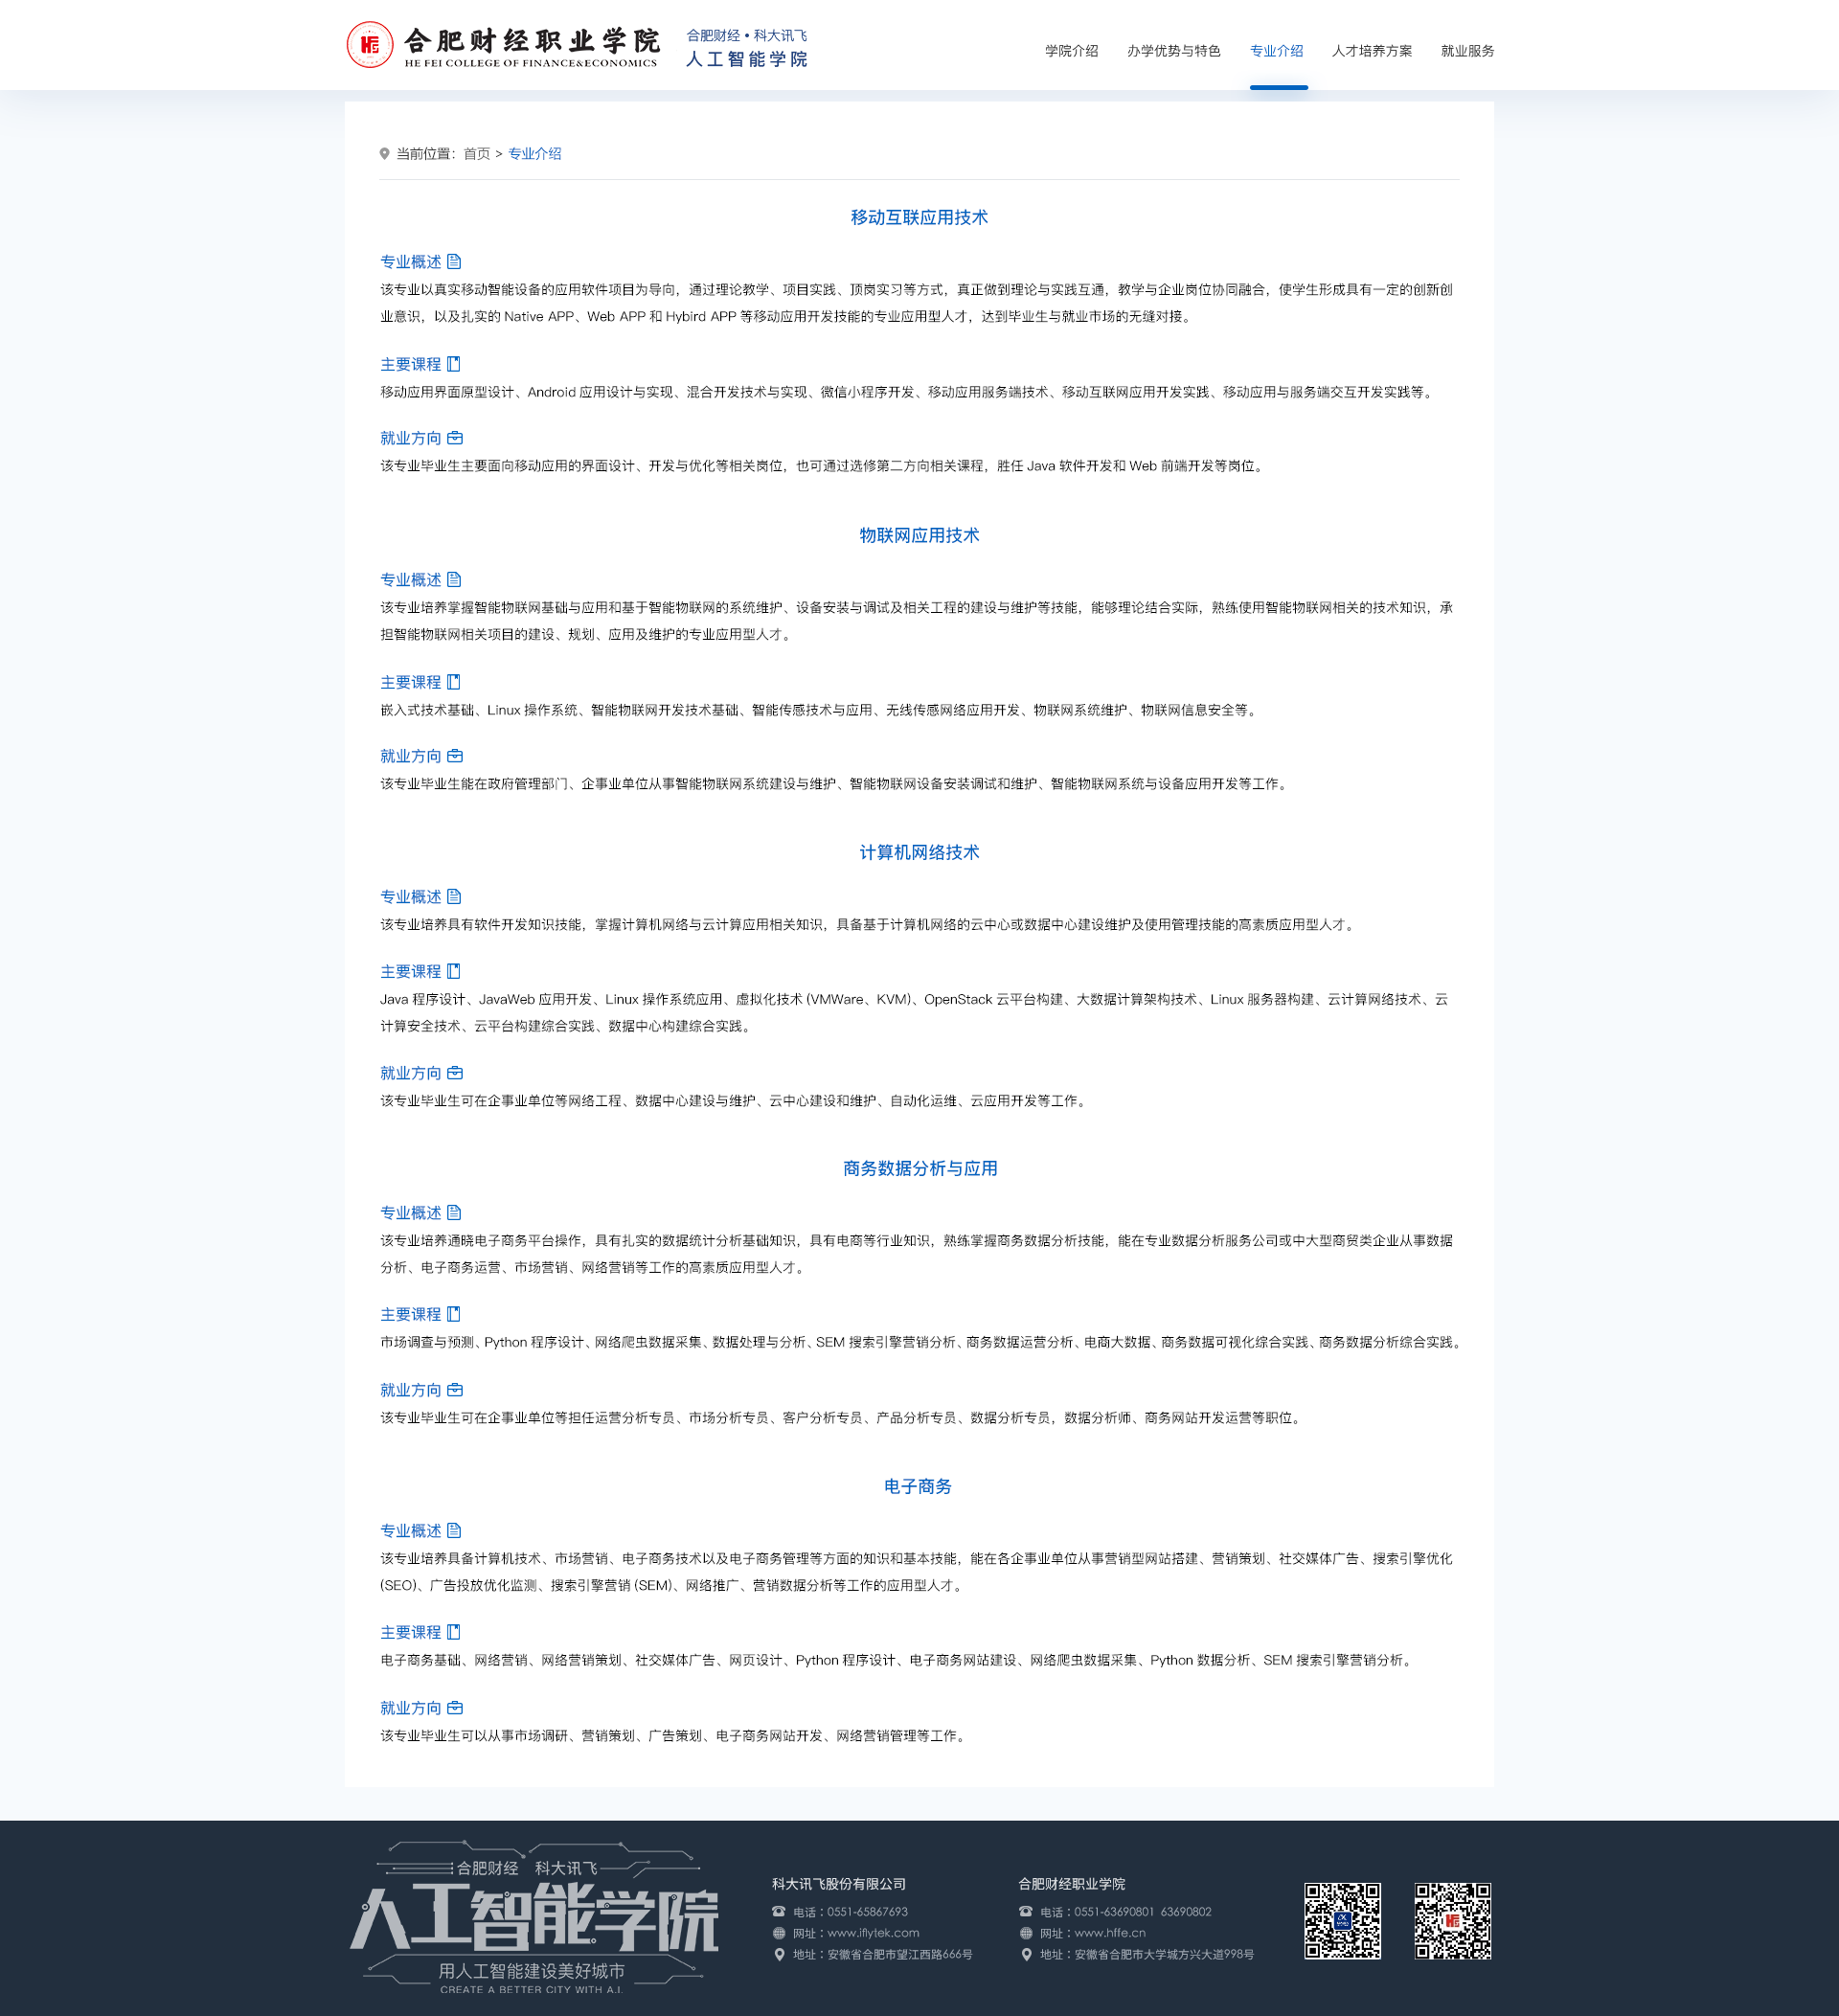 合肥财经职业学院
HE FEI COLLEGE OF FINANCE&ECONOMICS
合肥财经•科大讯飞
人工智能学院
学院介绍 办学优势与特色 专业介绍 人才培养方案 就业服务
当前位置：首页 > 专业介绍
移动互联应用技术
专业概述
该专业以真实移动智能设备的应用软件项目为导向，通过理论教学、项目实践、顶岗实习等方式，真正做到理论与实践互通，教学与企业岗位协同融合，使学生形成具有一定的创新创
业意识，以及扎实的 Native APP、Web APP 和 Hybird APP 等移动应用开发技能的专业应用型人才，达到毕业生与就业市场的无缝对接。
主要课程
移动应用界面原型设计、Android 应用设计与实现、混合开发技术与实现、微信小程序开发、移动应用服务端技术、移动互联网应用开发实践、移动应用与服务端交互开发实践等。
就业方向
该专业毕业生主要面向移动应用的界面设计、开发与优化等相关岗位，也可通过选修第二方向相关课程，胜任 Java 软件开发和 Web 前端开发等岗位。
物联网应用技术
专业概述
该专业培养掌握智能物联网基础与应用和基于智能物联网的系统维护、设备安装与调试及相关工程的建设与维护等技能，能够理论结合实际，熟练使用智能物联网相关的技术知识，承
担智能物联网相关项目的建设、规划、应用及维护的专业应用型人才。
主要课程
嵌入式技术基础、Linux 操作系统、智能物联网开发技术基础、智能传感技术与应用、无线传感网络应用开发、物联网系统维护、物联网信息安全等。
就业方向
该专业毕业生能在政府管理部门、企事业单位从事智能物联网系统建设与维护、智能物联网设备安装调试和维护、智能物联网系统与设备应用开发等工作。
计算机网络技术
专业概述
该专业培养具有软件开发知识技能，掌握计算机网络与云计算应用相关知识，具备基于计算机网络的云中心或数据中心建设维护及使用管理技能的高素质应用型人才。
主要课程
Java 程序设计、JavaWeb 应用开发、Linux 操作系统应用、虚拟化技术 (VMWare、KVM)、OpenStack 云平台构建、大数据计算架构技术、Linux 服务器构建、云计算网络技术、云
计算安全技术、云平台构建综合实践、数据中心构建综合实践。
就业方向
该专业毕业生可在企事业单位等网络工程、数据中心建设与维护、云中心建设和维护、自动化运维、云应用开发等工作。
商务数据分析与应用
专业概述
该专业培养通晓电子商务平台操作，具有扎实的数据统计分析基础知识，具有电商等行业知识，熟练掌握商务数据分析技能，能在专业数据分析服务公司或中大型商贸类企业从事数据
分析、电子商务运营、市场营销、网络营销等工作的高素质应用型人才。
主要课程
市场调查与预测、Python 程序设计、网络爬虫数据采集、数据处理与分析、SEM 搜索引擎营销分析、商务数据运营分析、电商大数据、商务数据可视化综合实践、商务数据分析综合实践。
就业方向
该专业毕业生可在企事业单位等担任运营分析专员、市场分析专员、客户分析专员、产品分析专员、数据分析专员，数据分析师、商务网站开发运营等职位。
电子商务
专业概述
该专业培养具备计算机技术、市场营销、电子商务技术以及电子商务管理等方面的知识和基本技能，能在各企事业单位从事营销型网站搭建、营销策划、社交媒体广告、搜索引擎优化
(SEO)、广告投放优化监测、搜索引擎营销 (SEM)、网络推广、营销数据分析等工作的应用型人才。
主要课程
电子商务基础、网络营销、网络营销策划、社交媒体广告、网页设计、Python 程序设计、电子商务网站建设、网络爬虫数据采集、Python 数据分析、SEM 搜索引擎营销分析。
就业方向
该专业毕业生可以从事市场调研、营销策划、广告策划、电子商务网站开发、网络营销管理等工作。
合肥财经 科大讯飞
人工智能学院
用人工智能建设美好城市
CREATE A BETTER CITY WITH A.I.
科大讯飞股份有限公司
电话：0551-65867693
网址：www.iflytek.com
地址：安徽省合肥市望江西路666号
合肥财经职业学院
电话：0551-63690801 63690802
网址：www.hffe.cn
地址：安徽省合肥市大学城方兴大道998号